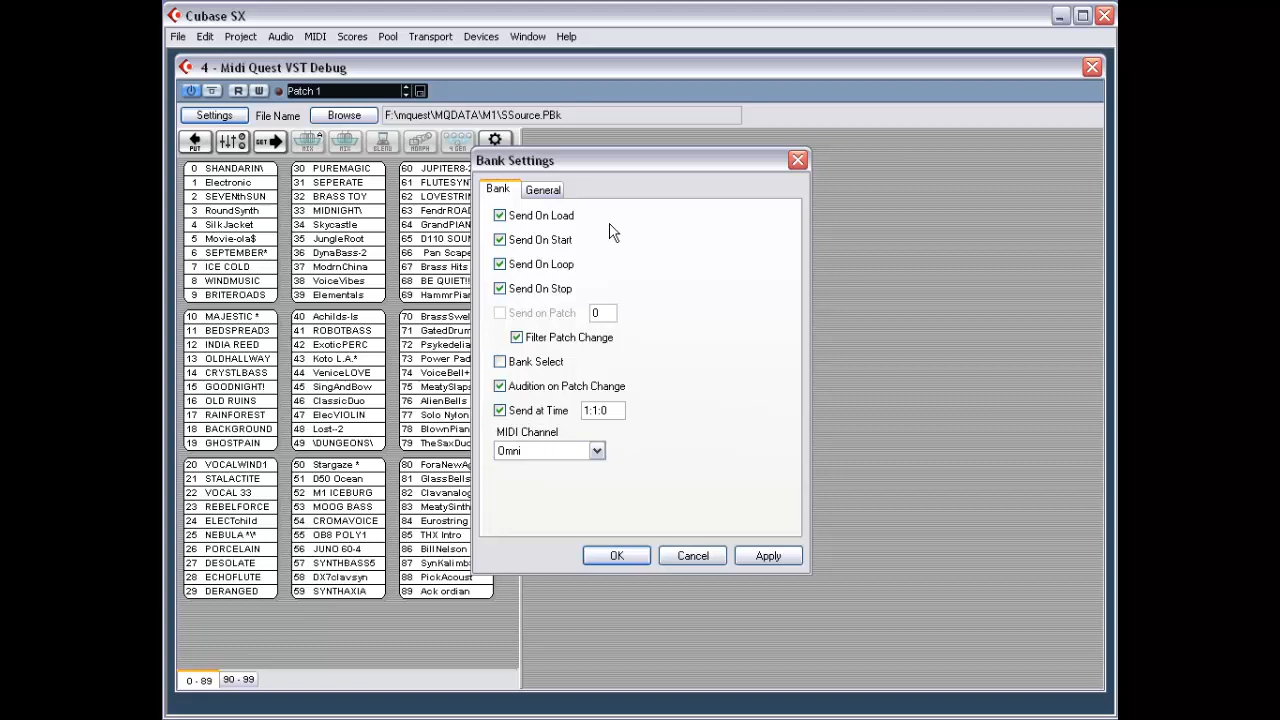 Cubase SX
File Edit Project Audio MIDI Scores Pool Transport Devices Window Help
4 - Midi Quest VST Debug
R W Patch 1
Settings File Name Browse F:\mquest\MQDATA\M1\SSource.PBk
PUT GET MIX MIX BLEND MORPH
Bank Settings
Bank General
Send On Load
Send On Start
Send On Loop
Send On Stop
Send on Patch 0
Filter Patch Change
Bank Select
Audition on Patch Change
Send at Time 1:1:0
MIDI Channel
Omni
OK Cancel Apply
0 SHANDARIN\ 30 PUREMAGIC 60 JUPITER8-
1 Electronic 31 SEPERATE 61 FLUTESYN
2 SEVENthSUN 32 BRASS TOY 62 LOVESTRIN
3 RoundSynth 33 MIDNIGHT\ 63 FendrROAD
4 SilkJacket 34 Skycastle 64 GrandPIAN
5 Movie-ola$ 35 JungleRoot 65 D110 SOUN
6 SEPTEMBER* 36 DynaBass-2 66 Pan Scape
7 ICE COLD 37 ModrnChina 67 Brass Hits
8 WINDMUSIC 38 VoiceVibes 68 BE QUIET!!
9 BRITEROADS 39 Elementals 69 HammrPian
10 MAJESTIC * 40 Achilds-Is 70 BrassSwel
11 BEDSPREAD3 41 ROBOTBASS 71 GatedDrum
12 INDIA REED 42 ExoticPERC 72 Psykedelia
13 OLDHALLWAY 43 Koto L.A.* 73 Power Pad
14 CRYSTLBASS 44 VeniceLOVE 74 VoiceBell+
15 GOODNIGHT! 45 SingAndBow 75 MeatySlaps
16 OLD RUINS 46 ClassicDuo 76 AlienBells
17 RAINFOREST 47 ElecVIOLIN 77 Solo Nylon
18 BACKGROUND 48 Lost--2 78 BlownPian
19 GHOSTPAIN 49 \DUNGEONS\ 79 TheSaxDuo
20 VOCALWIND1 50 Stargaze * 80 ForaNewAg
21 STALACTITE 51 D50 Ocean 81 GlassBells
22 VOCAL 33 52 M1 ICEBURG 82 Clavanalog
23 REBELFORCE 53 MOOG BASS 83 MeatySinth
24 ELECTchild 54 CROMAVOICE 84 Eurostring
25 NEBULA *\* 55 OB8 POLY1 85 THX Intro
26 PORCELAIN 56 JUNO 60-4 86 BillNelson
27 DESOLATE 57 SYNTHBASS5 87 SynKalimb
28 ECHOFLUTE 58 DX7clavsyn 88 PickAcoust
29 DERANGED 59 SYNTHAXIA 89 Ack ordian
0 - 89 90 - 99